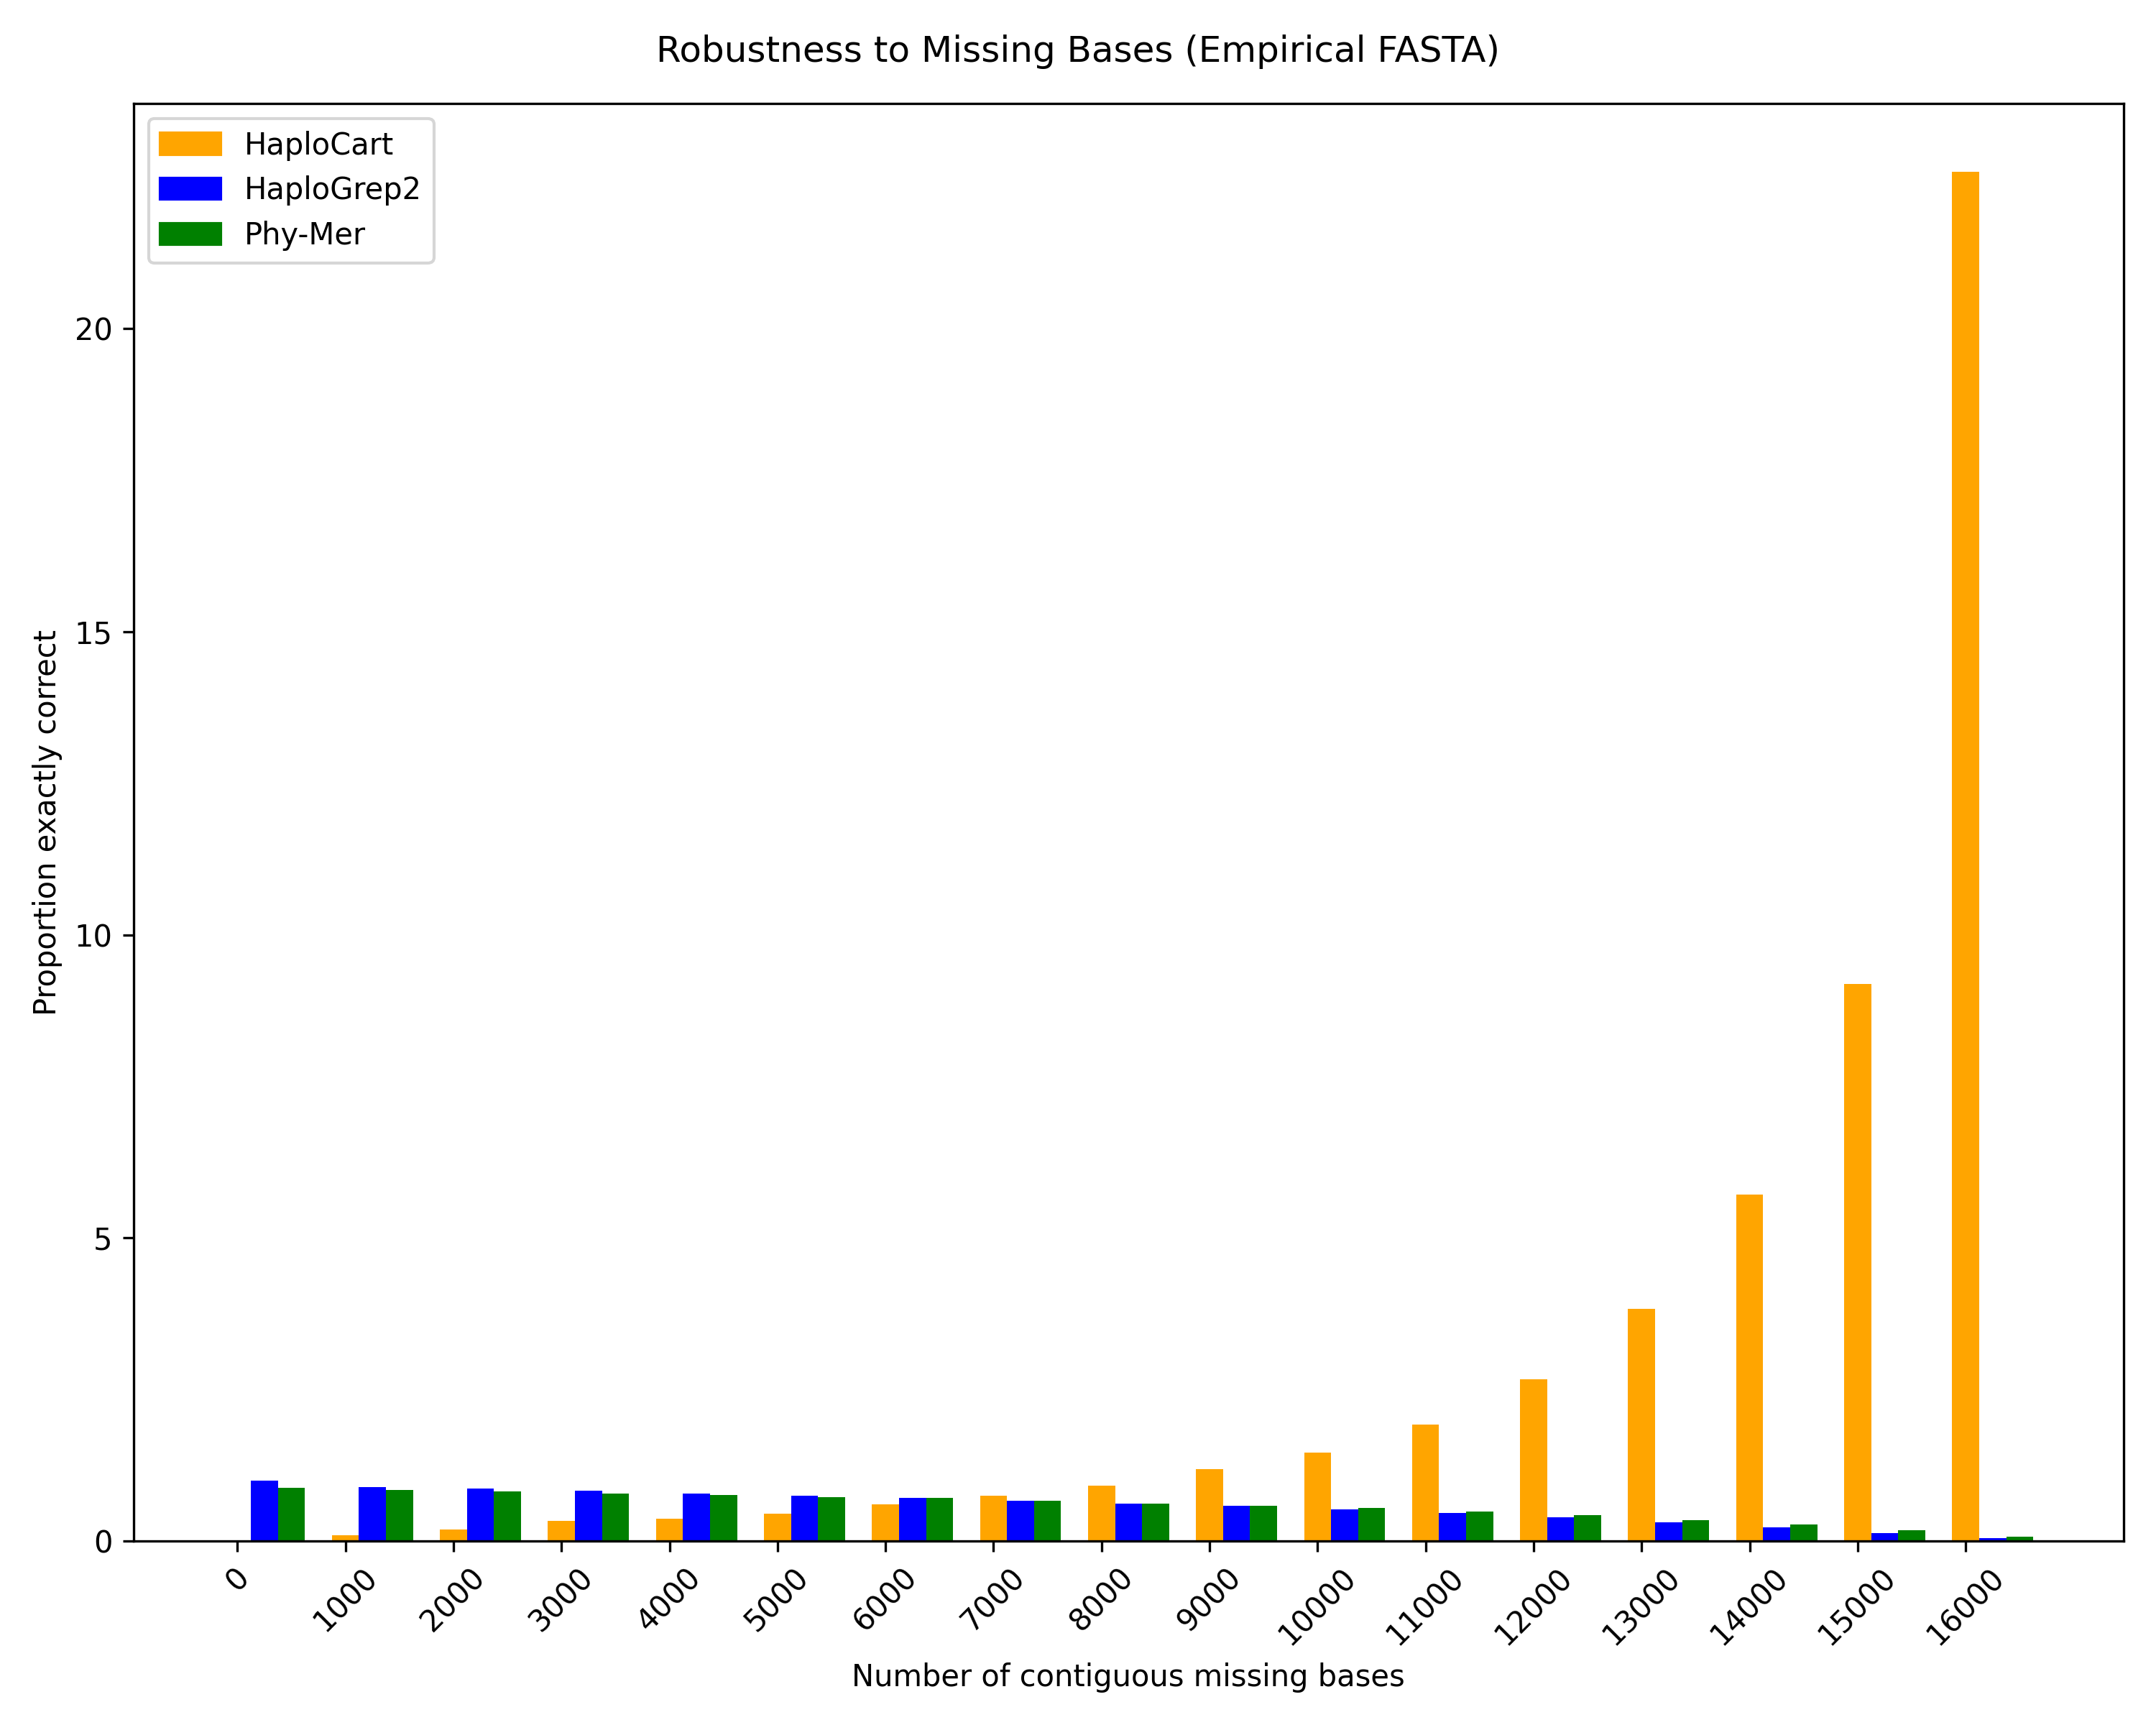 Robustness to Missing Bases (Empirical FASTA)
HaploCart
HaploGrep2
Phy-Mer
Proportion exactly correct
20
15
10
5
0
0 1000 2000 3000 4000 5000 6000 7000 8000 9000 10000 11000 12000 13000 14000 15000 16000
Number of contiguous missing bases